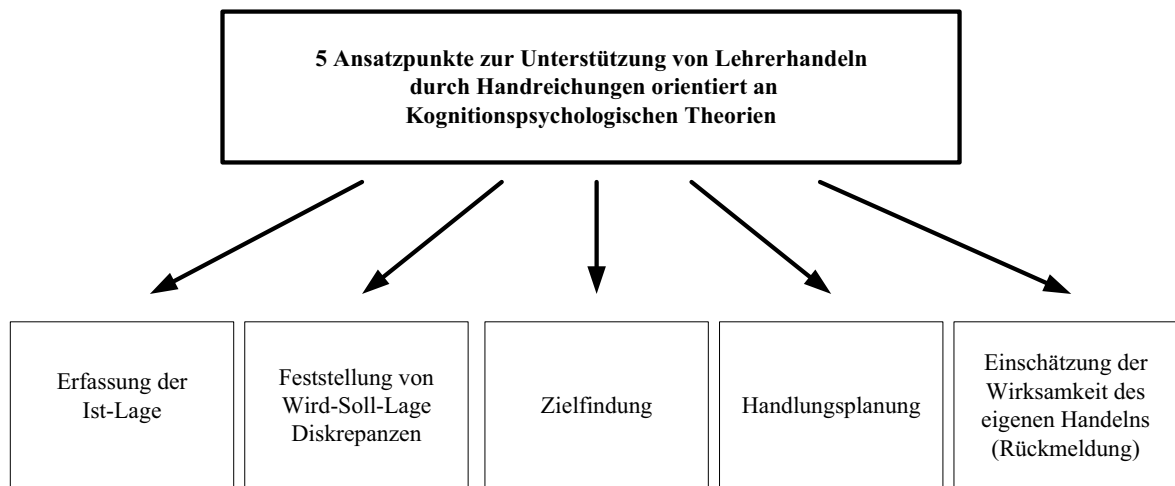 5 Ansatzpunkte zur Unterstützung von Lehrerhandeln
durch Handreichungen orientiert an
Kognitionspsychologischen Theorien
Erfassung der
Ist-Lage
Feststellung von
Wird-Soll-Lage
Diskrepanzen
Zielfindung
Handlungsplanung
Einschätzung der
Wirksamkeit des
eigenen Handelns
(Rückmeldung)